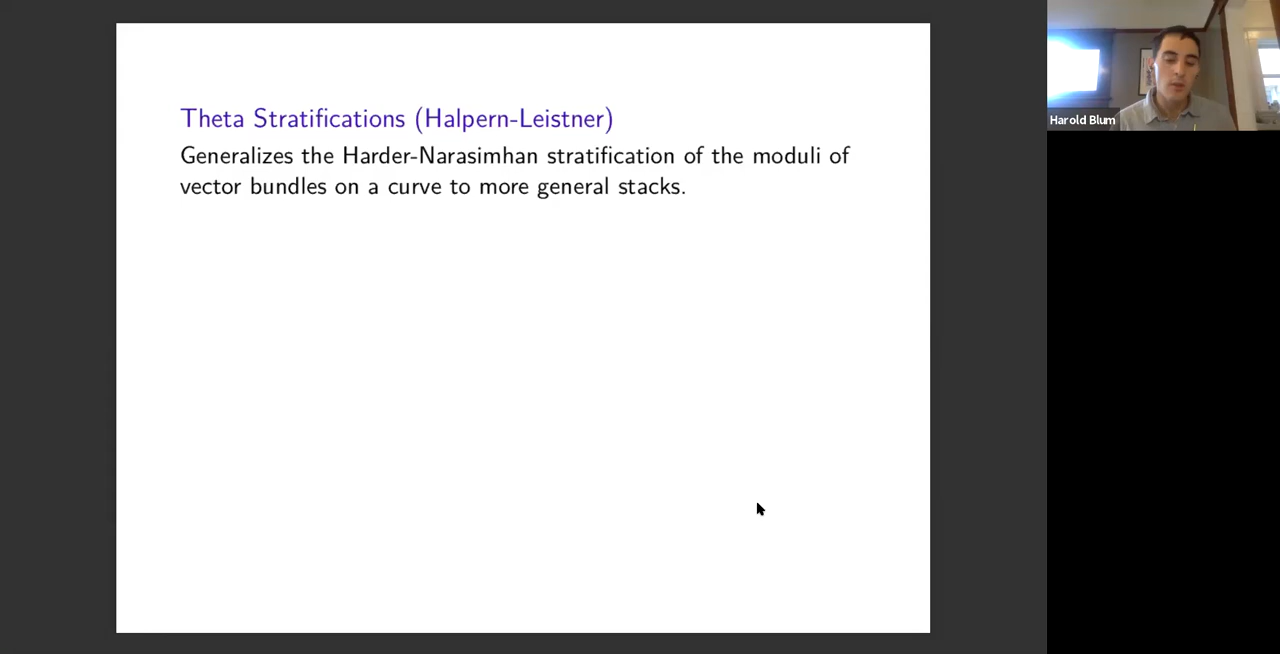 Theta Stratifications (Halpern-Leistner)
Generalizes the Harder-Narasimhan stratification of the moduli of
vector bundles on a curve to more general stacks.
Harold Blum